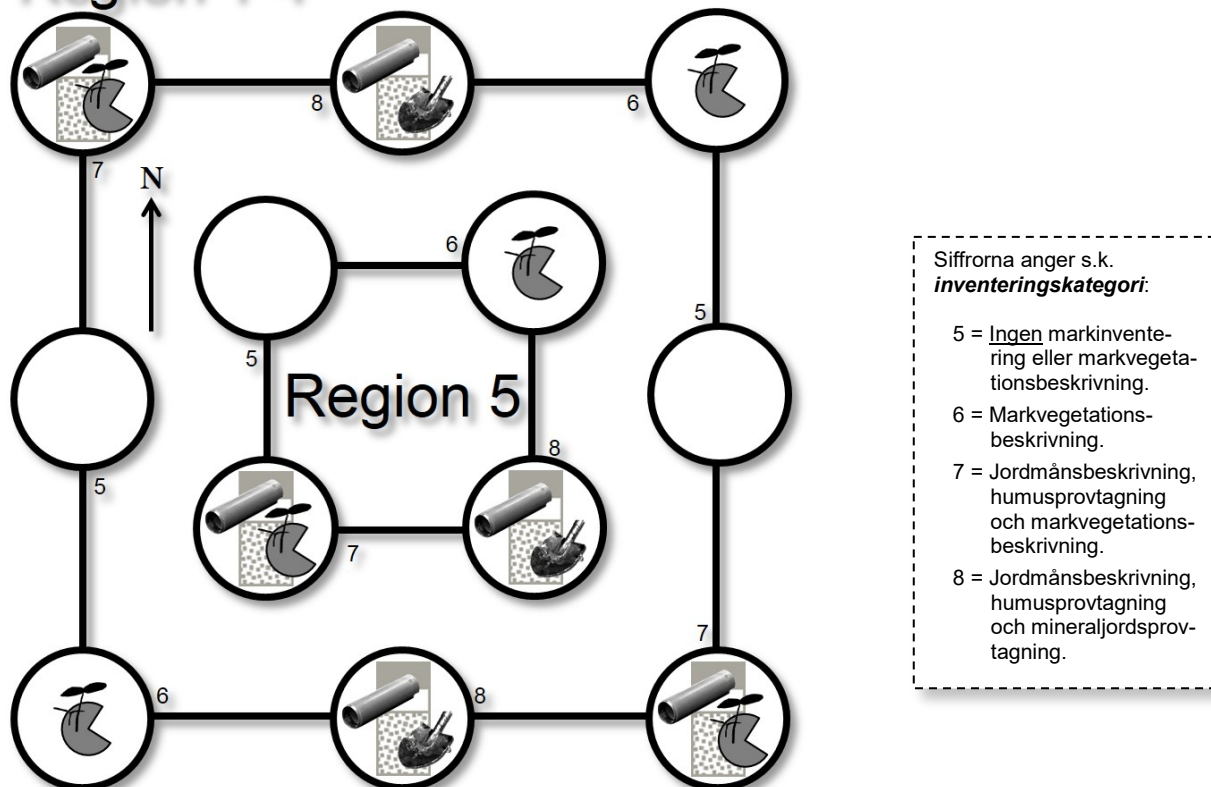 8
6
7
N
6
5
5
Region 5
8
5
7
7
6
8
Siffrorna anger s.k.
inventeringskategori:
5 = Ingen markinvente-
ring eller markvegeta-
tionsbeskrivning.
6 = Markvegetations-
beskrivning.
7 = Jordmånsbeskrivning,
humusprovtagning
och markvegetations-
beskrivning.
8 = Jordmånsbeskrivning,
humusprovtagning
och mineraljordsprov-
tagning.